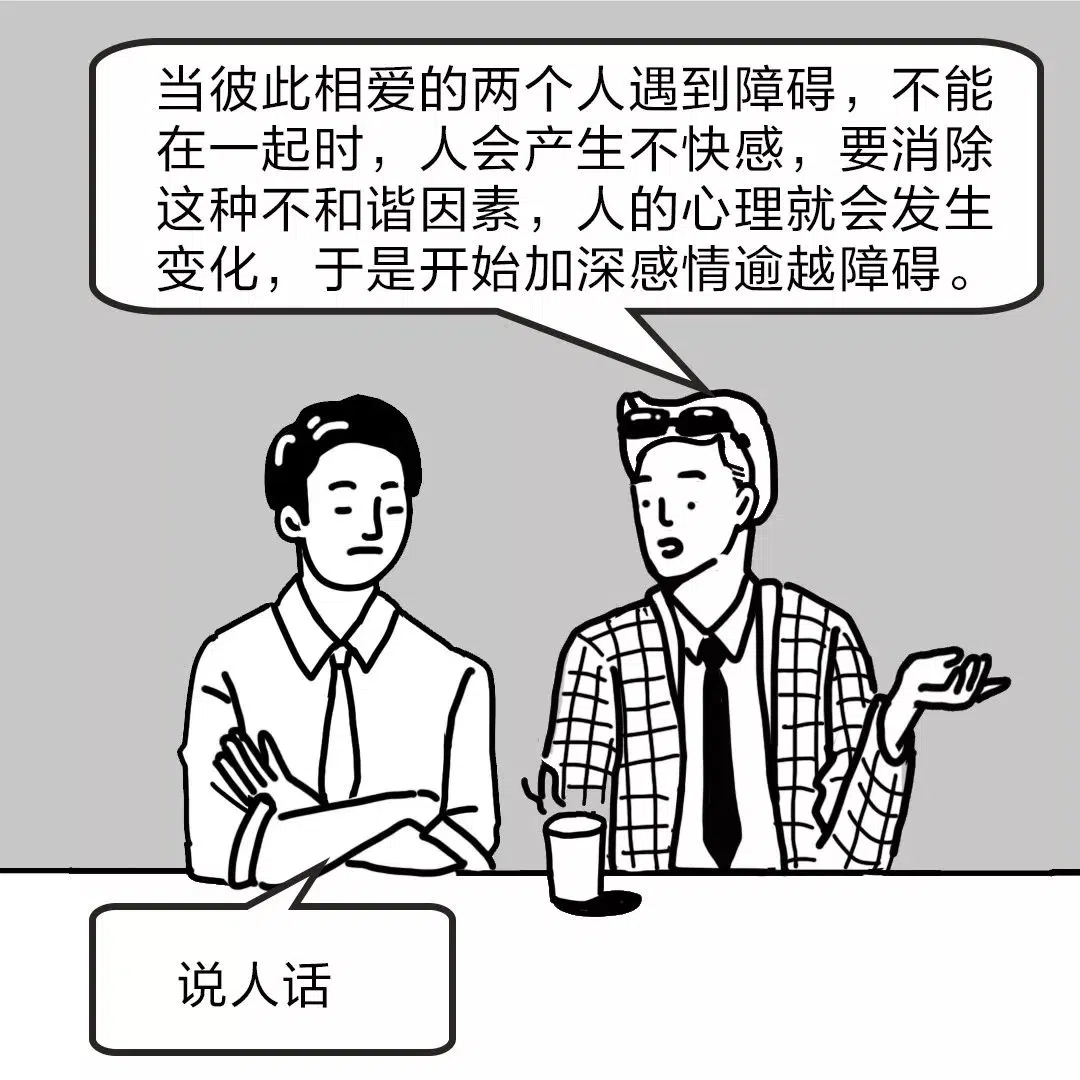 当彼此相爱的两个人遇到障碍，不能
在一起时，人会产生不快感，要消除
这种不和谐因素，人的心理就会发生
变化，于是开始加深感情逾越障碍。
说人话